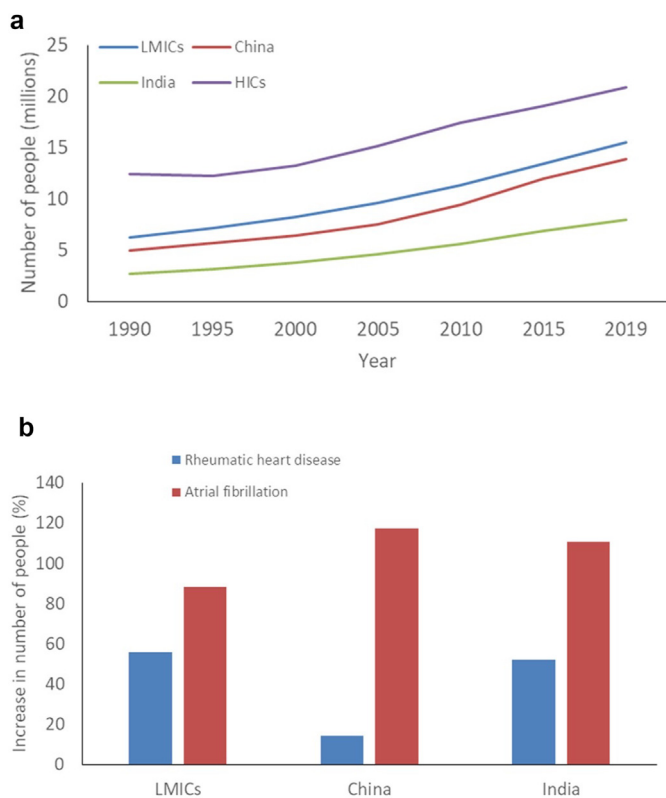 a
LMICs China
India HICs
Number of people (millions)
25
20
15
10
5
0
1990 1995 2000 2005 2010 2015 2019
Year
b
Rheumatic heart disease
Atrial fibrillation
Increase in number of people (%)
140
120
100
80
60
40
20
0
LMICs China India